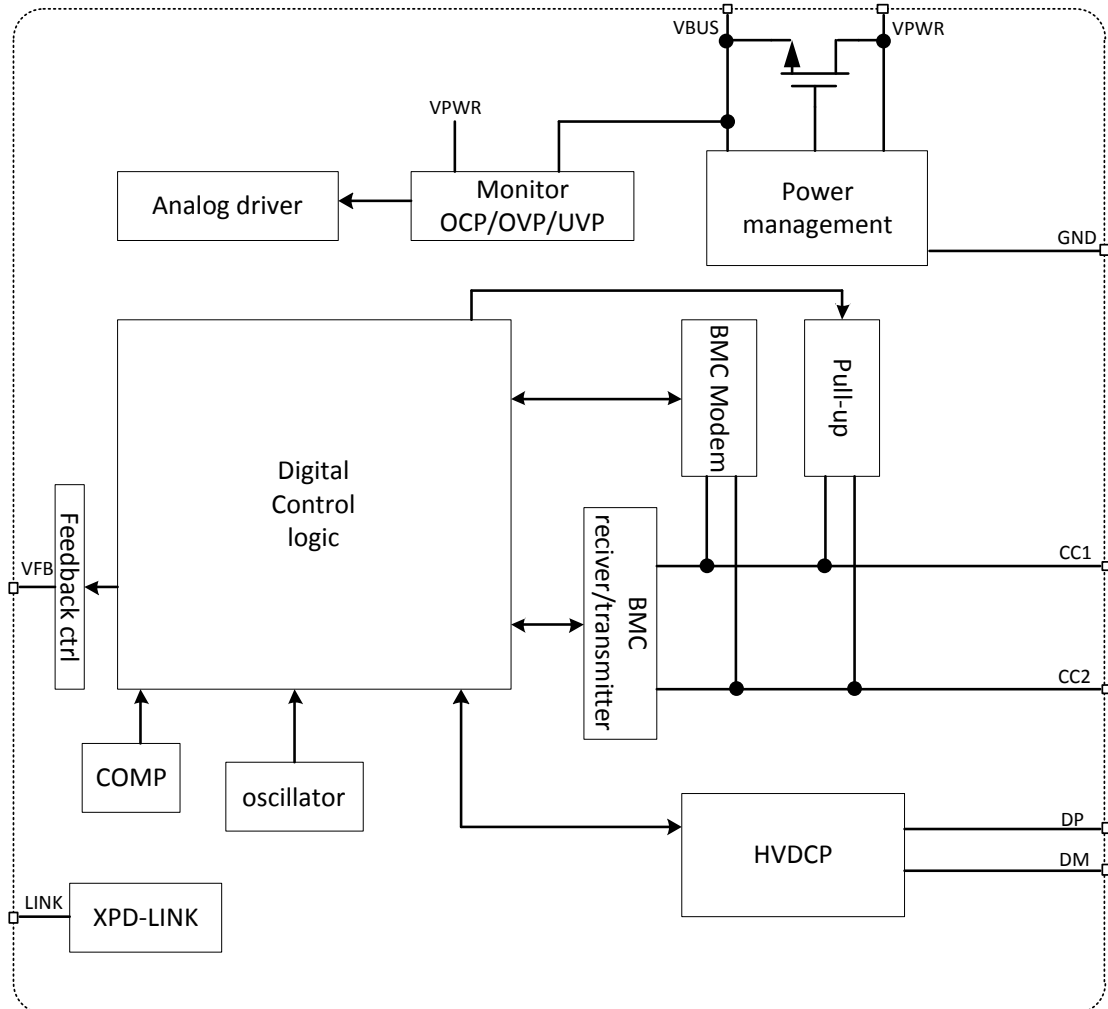 VBUS
VPWR
VPWR
Analog driver
Monitor
OCP/OVP/UVP
Power
management
GND
BMC Modem
Pull-up
Digital
Control
logic
Feedback ctrl
VFB
BMC
reciver/transmitter
CC1
CC2
COMP
oscillator
HVDCP
DP
DM
LINK
XPD-LINK